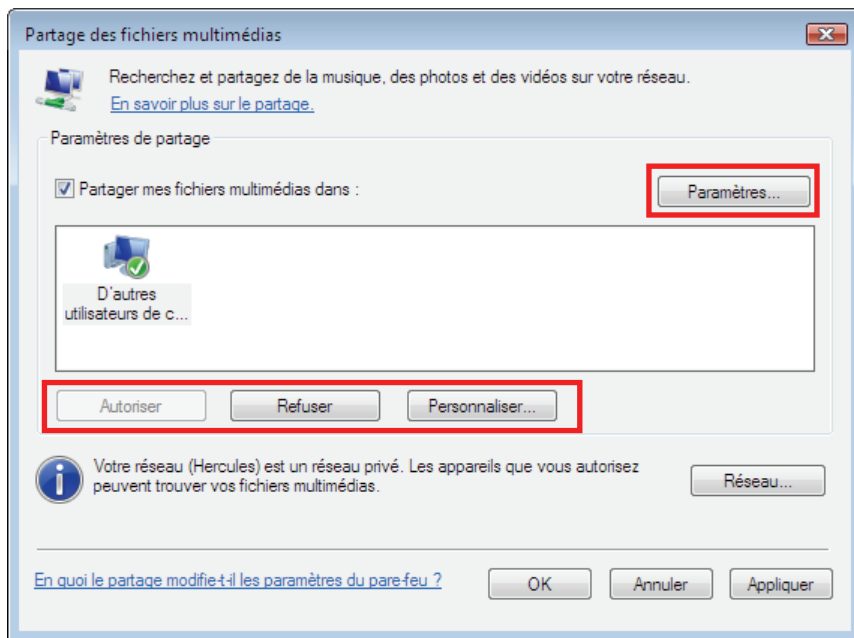 Partage des fichiers multimédias
Recherchez et partagez de la musique, des photos et des vidéos sur votre réseau.
En savoir plus sur le partage.
Paramètres de partage
Partager mes fichiers multimédias dans :
Paramètres...
D'autres
utilisateurs de c...
Autoriser
Refuser
Personnaliser...
Votre réseau (Hercules) est un réseau privé. Les appareils que vous autorisez
peuvent trouver vos fichiers multimédias.
Réseau...
En quoi le partage modifie-t-il les paramètres du pare-feu ?
OK
Annuler
Appliquer